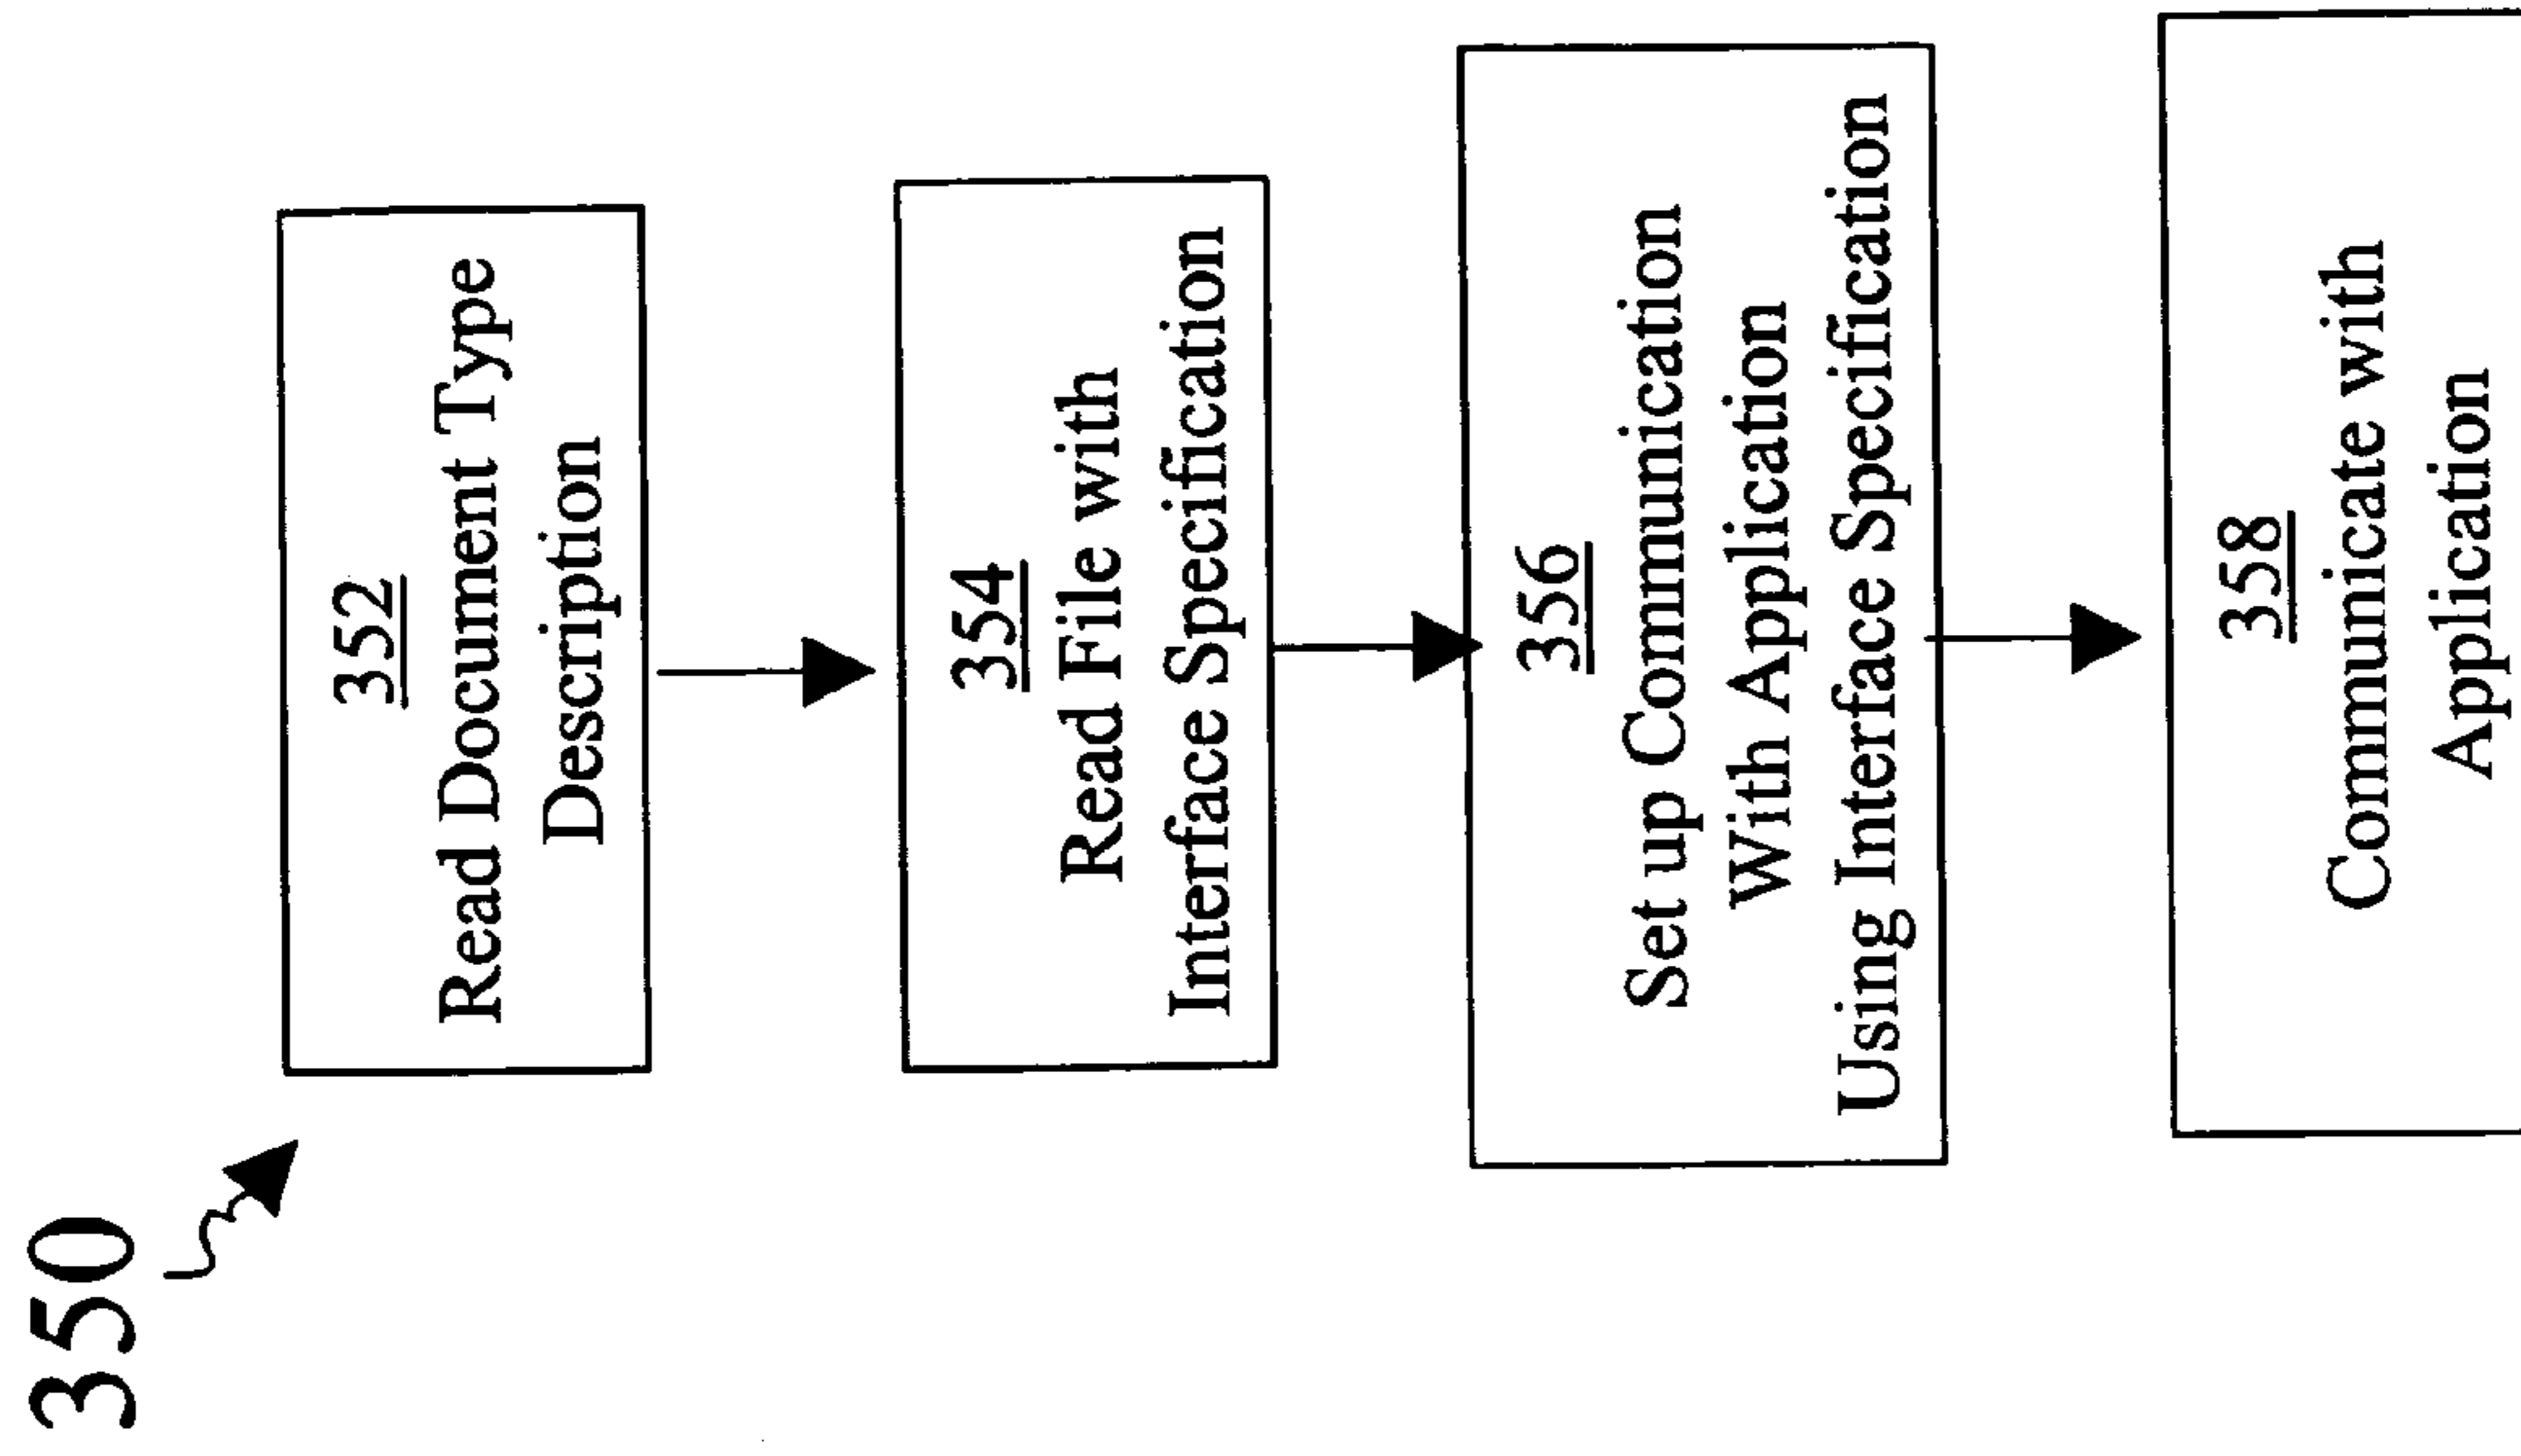 350
352
Read Document Type
Description
354
Read File with
Interface Specification
356
Set up Communication
With Application
Using Interface Specification
358
Communicate with
Application